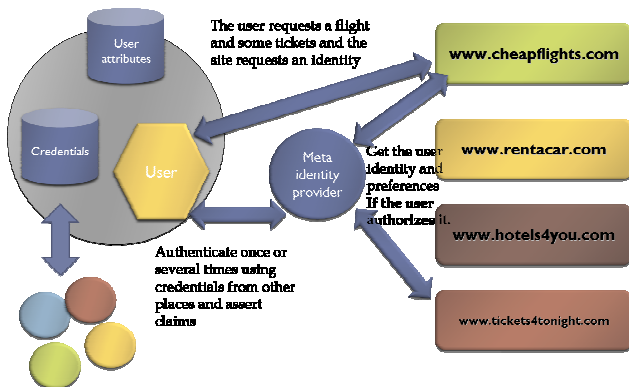 The user requests a flight
and some tickets and the
site requests an identity
User
attributes
www.cheapflights.com
Credentials
User
Meta
identity
provider
Get the user
identity and
preferences
If the user
authorizes it.
www.rentacar.com
www.hotels4you.com
Authenticate once or
several times using
credentials from other
places and assert
claims
www.tickets4tonight.com